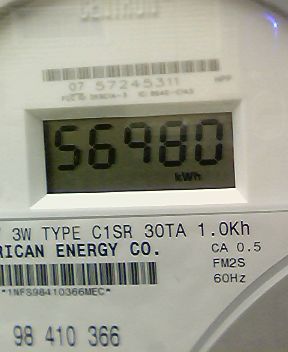 CENTRON
07 57245311
56980
kWh
3W TYPE C1SR 30TA 1.0Kh
RICAN ENERGY CO.
CA 0.5
FM2S
60Hz
*1NFS98410366MEC*
98 410 366